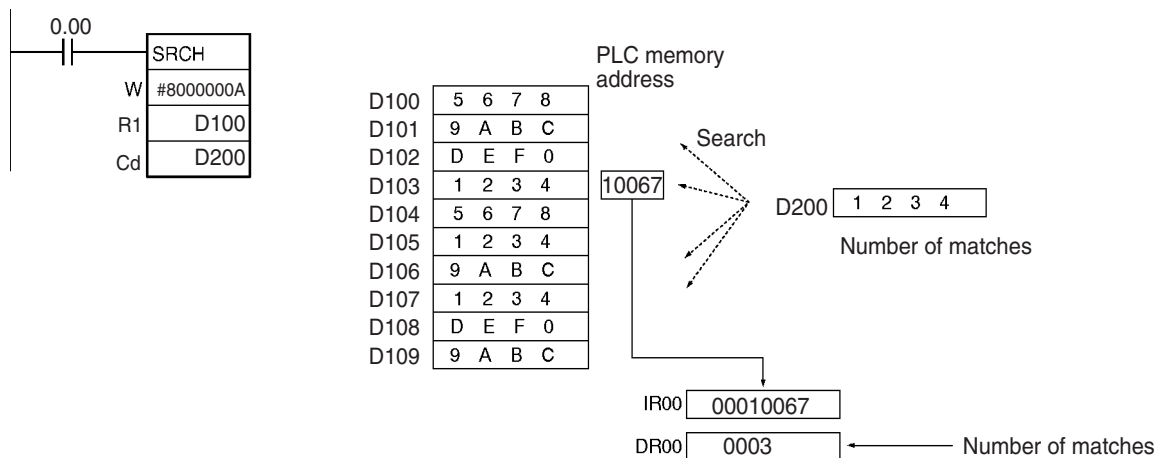 0.00
SRCH
W #8000000A
R1 D100
Cd D200
PLC memory
address
D100 5 6 7 8
D101 9 A B C
D102 D E F 0
D103 1 2 3 4
D104 5 6 7 8
D105 1 2 3 4
D106 9 A B C
D107 1 2 3 4
D108 D E F 0
D109 9 A B C
10067
Search
D200 1 2 3 4
Number of matches
IR00 00010067
DR00 0003
Number of matches